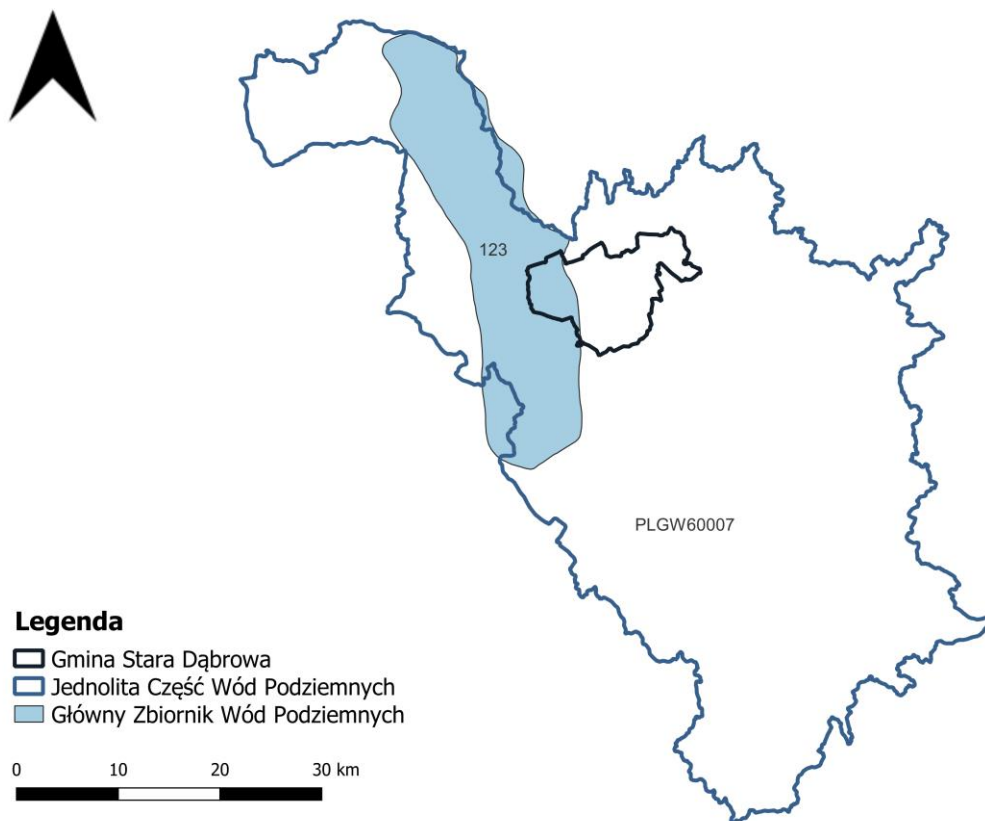 123
PLGW60007
Legenda
Gmina Stara Dąbrowa
Jednolita Część Wód Podziemnych
Główny Zbiornik Wód Podziemnych
0 10 20 30 km